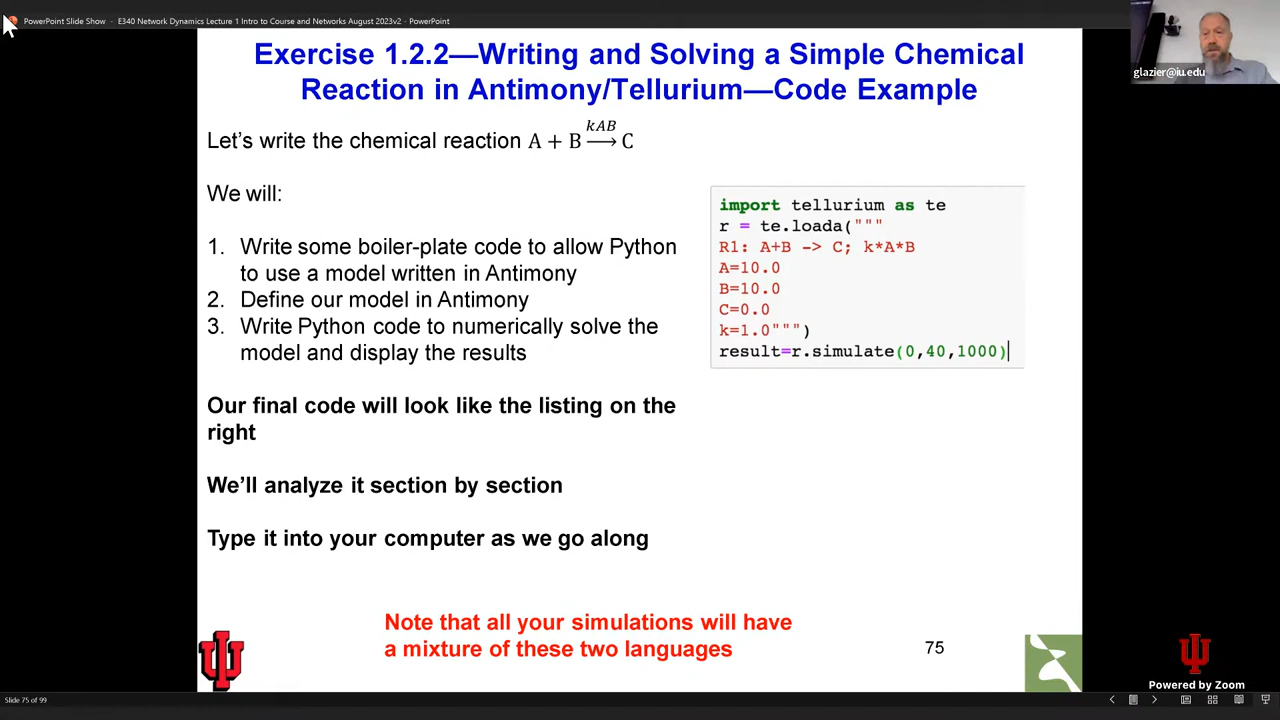 PowerPoint Slide Show - E340 Network Dynamics Lecture 1 Intro to Course and Networks August 2023v2 - PowerPoint
glazier@iu.edu
Exercise 1.2.2—Writing and Solving a Simple Chemical
Reaction in Antimony/Tellurium—Code Example
kAB
Let's write the chemical reaction A + B ⟶ C
We will:
1. Write some boiler-plate code to allow Python
to use a model written in Antimony
2. Define our model in Antimony
3. Write Python code to numerically solve the
model and display the results
Our final code will look like the listing on the
right
We'll analyze it section by section
Type it into your computer as we go along
import tellurium as te
r = te.loada("""
R1: A+B -> C; k*A*B
A=10.0
B=10.0
C=0.0
k=1.0""")
result=r.simulate(0,40,1000)
Note that all your simulations will have
a mixture of these two languages
75
Powered by Zoom
Slide 75 of 99